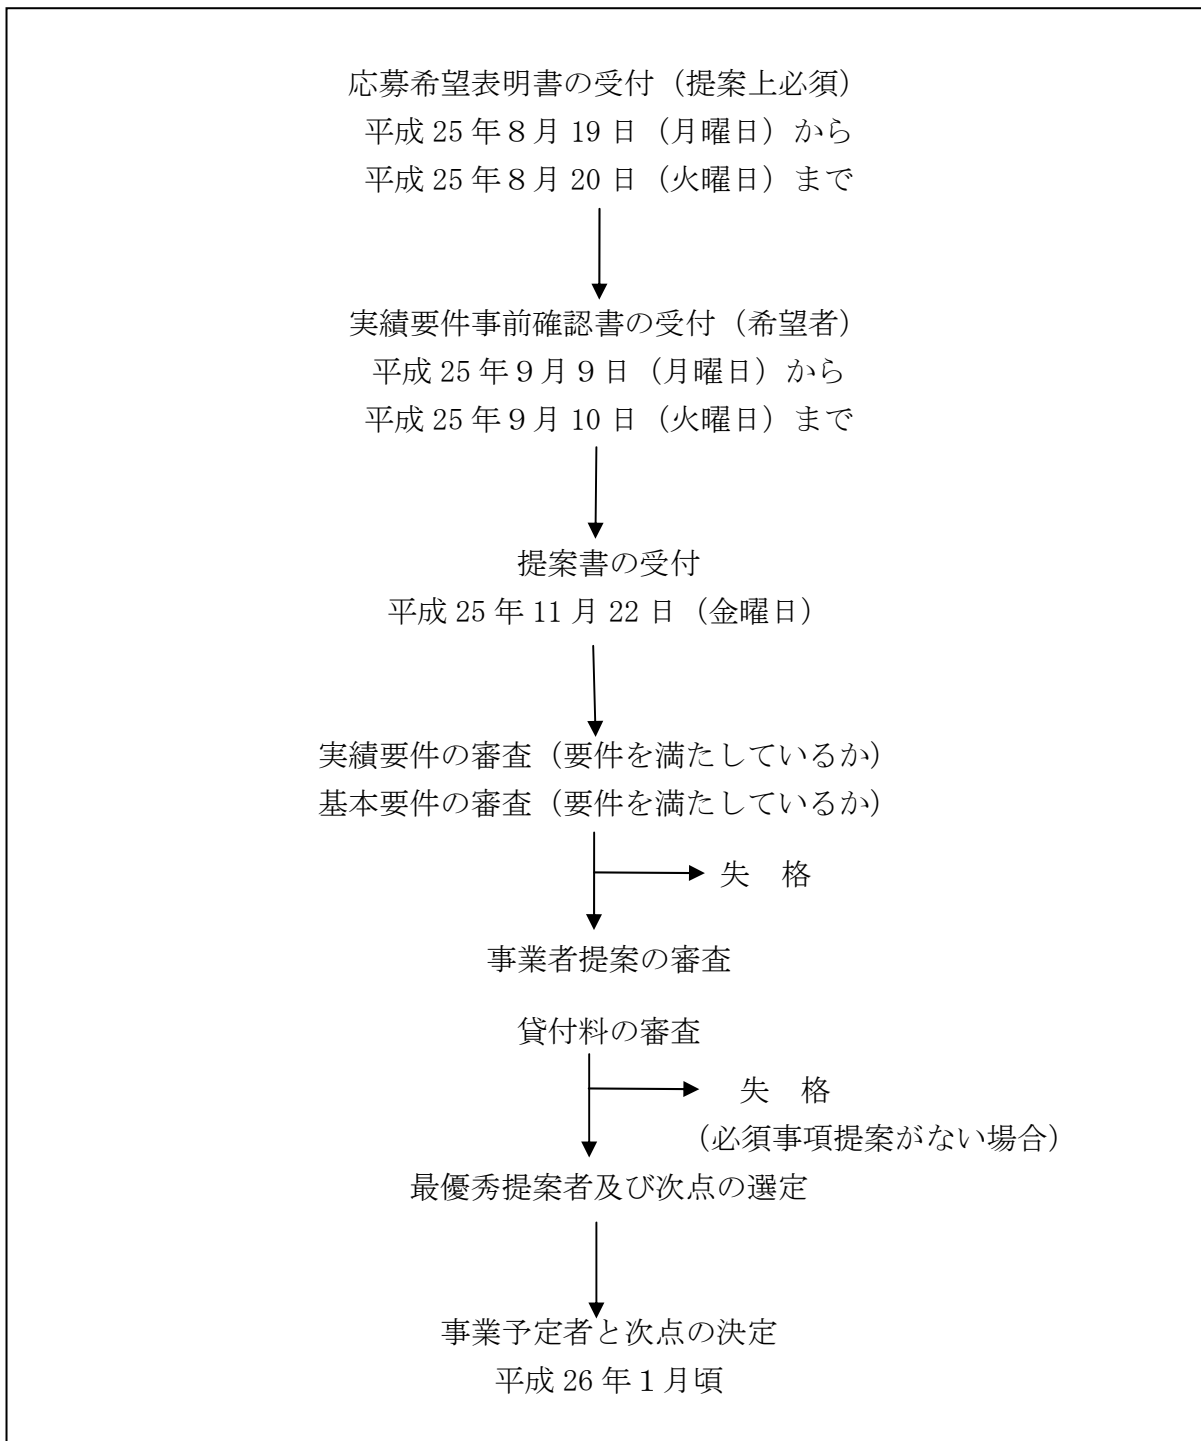 応募希望表明書の受付（提案上必須）
平成 25 年８月 19 日（月曜日）から
平成 25 年８月 20 日（火曜日）まで
実績要件事前確認書の受付（希望者）
平成 25 年９月９日（月曜日）から
平成 25 年９月 10 日（火曜日）まで
提案書の受付
平成 25 年 11 月 22 日（金曜日）
実績要件の審査（要件を満たしているか）
基本要件の審査（要件を満たしているか）
失　格
事業者提案の審査
貸付料の審査
失　格
（必須事項提案がない場合）
最優秀提案者及び次点の選定
事業予定者と次点の決定
平成 26 年１月頃